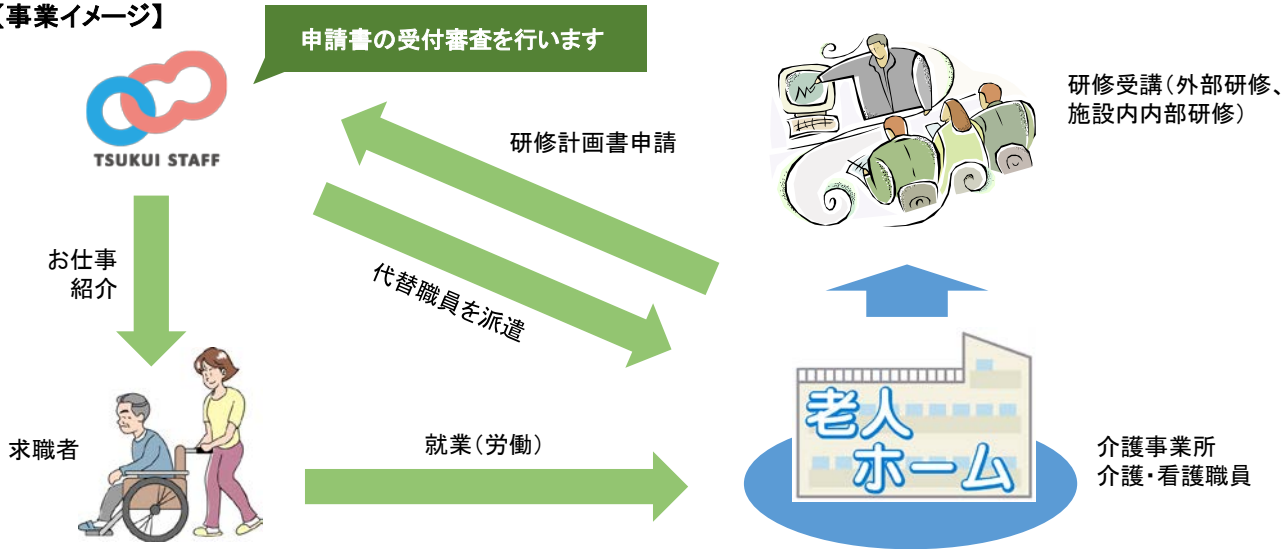 【事業イメージ】
申請書の受付審査を行います
TSUKUI STAFF
研修計画書申請
研修受講(外部研修、
施設内内部研修)
お仕事
紹介
代替職員を派遣
求職者
就業(労働)
老人
ホーム
介護事業所
介護・看護職員